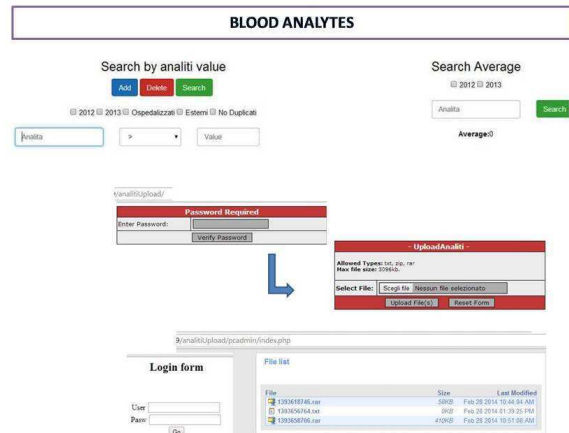 BLOOD ANALYTES
Search by analiti value
Add Delete Search
2012 2013 Ospedalizzati Esterni No Duplicati
Analita > Value
Search Average
2012 2013
Analita Search
Average:0
/analitiUpload/
Password Required
Enter Password:
Verify Password
- UploadAnaliti -
Allowed Types: txt, zip, rar
Max file size: 3096kb.
Select File: Scegli file Nessun file selezionato
Upload File(s) Reset Form
9/analitiUpload/pcadmin/index.php
Login form
User
Pasw
Go
File list
File Size Last Modified
1393618746.rar 58KB Feb 28 2014 10:44:04 AM
1393656764.txt 0KB Feb 28 2014 01:39:25 PM
1393658706.rar 410KB Feb 28 2014 10:51:08 AM